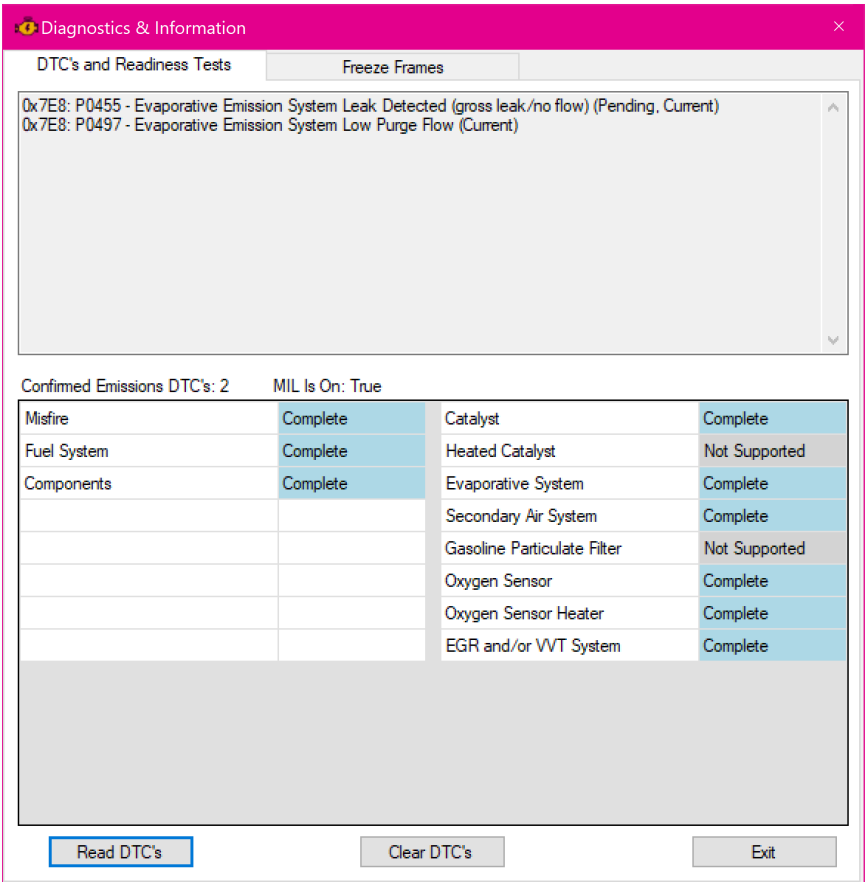 Diagnostics & Information
DTC's and Readiness Tests
Freeze Frames
0x7E8: P0455 - Evaporative Emission System Leak Detected (gross leak/no flow) (Pending, Current)
0x7E8: P0497 - Evaporative Emission System Low Purge Flow (Current)
Confirmed Emissions DTC's: 2 MIL Is On: True
Misfire Complete Catalyst Complete
Fuel System Complete Heated Catalyst Not Supported
Components Complete Evaporative System Complete
Secondary Air System Complete
Gasoline Particulate Filter Not Supported
Oxygen Sensor Complete
Oxygen Sensor Heater Complete
EGR and/or VVT System Complete
Read DTC's Clear DTC's Exit